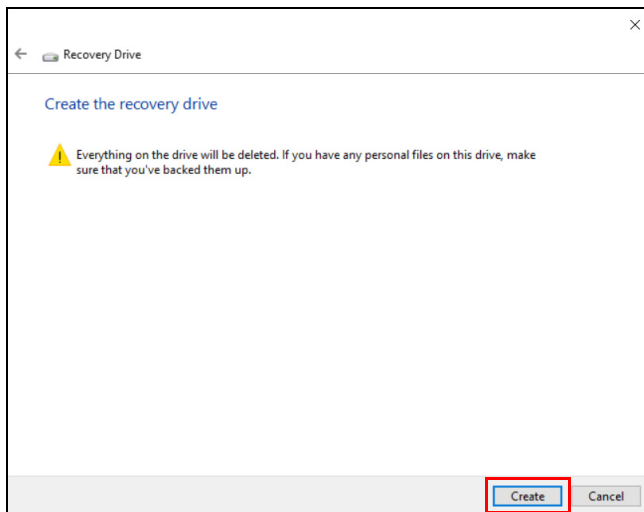 Recovery Drive
Create the recovery drive
Everything on the drive will be deleted. If you have any personal files on this drive, make
sure that you've backed them up.
Create
Cancel